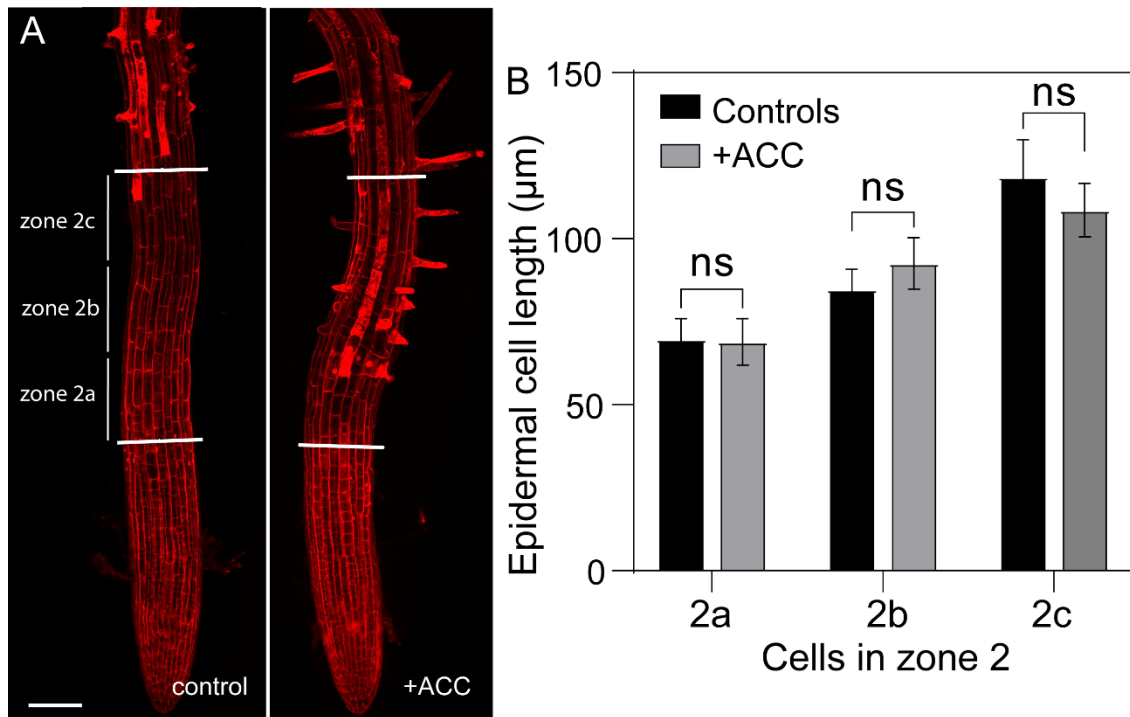 A
zone 2c
zone 2b
zone 2a
control
+ACC
B
Epidermal cell length (µm)
150
100
50
0
Controls
+ACC
ns
ns
ns
2a
2b
2c
Cells in zone 2